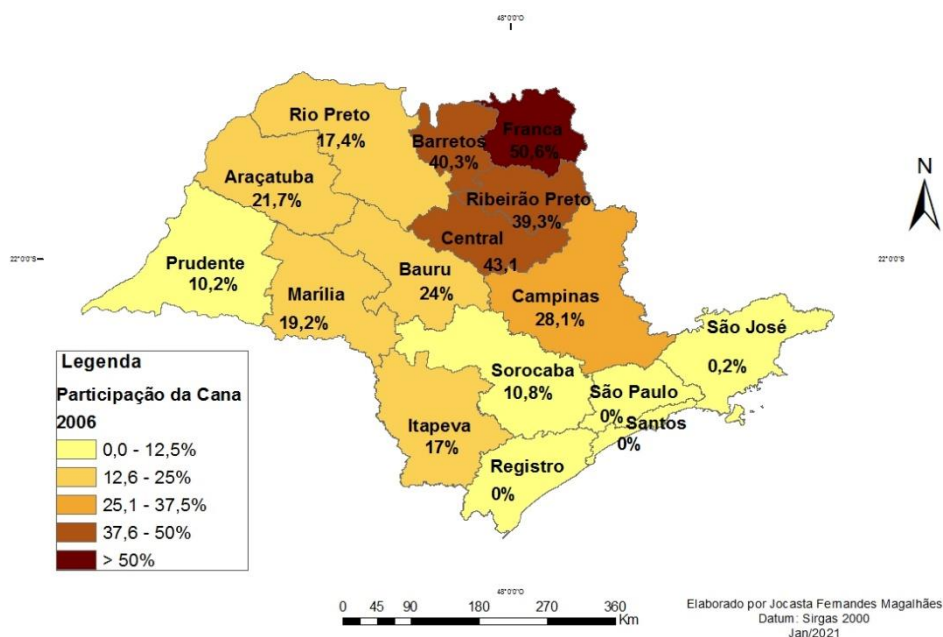 48°0'0"O
Rio Preto
17,4%
Barretos
40,3%
Franca
50,6%
Araçatuba
21,7%
Ribeirão Preto
39,3%
N
22°0'0"S
22°0'0"S
Central
43,1
Prudente
10,2%
Bauru
24%
Marília
19,2%
Campinas
28,1%
São José
0,2%
Sorocaba
10,8%
São Paulo
0%
Santos
0%
Itapeva
17%
Registro
0%
Legenda
Participação da Cana
2006
0,0 - 12,5%
12,6 - 25%
25,1 - 37,5%
37,6 - 50%
> 50%
48°0'0"O
0 45 90 180 270 360
Km
Elaborado por Jocasta Fernandes Magalhães
Datum: Sirgas 2000
Jan/2021